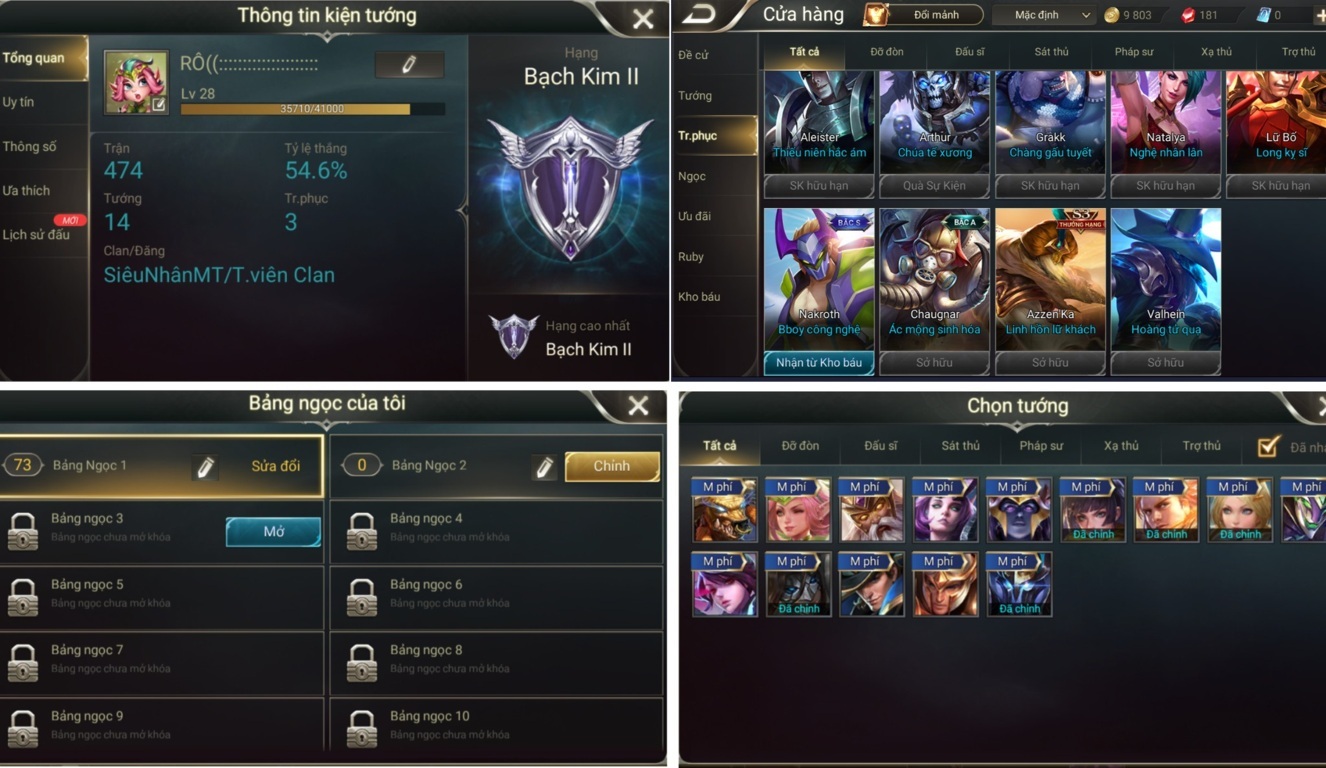 Thông tin kiện tướng
Tổng quan
Uy tín
Thông số
Ưa thích
MỚI
Lịch sử đấu
RÔ((::::::::::::::::::::
Lv 28
35710/41000
Trận
474
Tỷ lệ thắng
54.6%
Tướng
14
Tr.phục
3
Clan/Đăng
SiêuNhânMT/T.viên Clan
Hạng
Bạch Kim II
Hạng cao nhất
Bạch Kim II
Cửa hàng
Đổi mảnh
Mặc định
9 803
181
0
Đề cử
Tướng
Tr.phục
Ngọc
Ưu đãi
Ruby
Kho báu
Tất cả
Đỡ đòn
Đấu sĩ
Sát thủ
Pháp sư
Xạ thủ
Trợ thủ
Aleister
Thiếu niên hắc ám
SK hữu hạn
Arthur
Chúa tể xương
Quà Sự Kiện
Grakk
Chàng gấu tuyết
SK hữu hạn
Natalya
Nghệ nhân lân
SK hữu hạn
Lữ Bố
Long kỵ sĩ
SK hữu hạn
BẬC S
Nakroth
Bboy công nghệ
Nhận từ Kho báu
BẬC A
Chaugnar
Ác mộng sinh hóa
Sở hữu
S3
THƯỞNG HẠNG
Azzen'Ka
Linh hồn lữ khách
Sở hữu
Valhein
Hoàng tử quạ
Sở hữu
Bảng ngọc của tôi
73
Bảng Ngọc 1
Sửa đổi
0
Bảng Ngọc 2
Chỉnh
Bảng ngọc 3
Bảng ngọc chưa mở khóa
Mở
Bảng ngọc 4
Bảng ngọc chưa mở khóa
Bảng ngọc 5
Bảng ngọc chưa mở khóa
Bảng ngọc 6
Bảng ngọc chưa mở khóa
Bảng ngọc 7
Bảng ngọc chưa mở khóa
Bảng ngọc 8
Bảng ngọc chưa mở khóa
Bảng ngọc 9
Bảng ngọc chưa mở khóa
Bảng ngọc 10
Bảng ngọc chưa mở khóa
Chọn tướng
Tất cả
Đỡ đòn
Đấu sĩ
Sát thủ
Pháp sư
Xạ thủ
Trợ thủ
Đã nh
M phí
M phí
M phí
M phí
M phí
M phí
Đã chỉnh
M phí
Đã chỉnh
M phí
Đã chỉnh
M phí
M phí
M phí
Đã chỉnh
M phí
M phí
M phí
Đã chỉnh